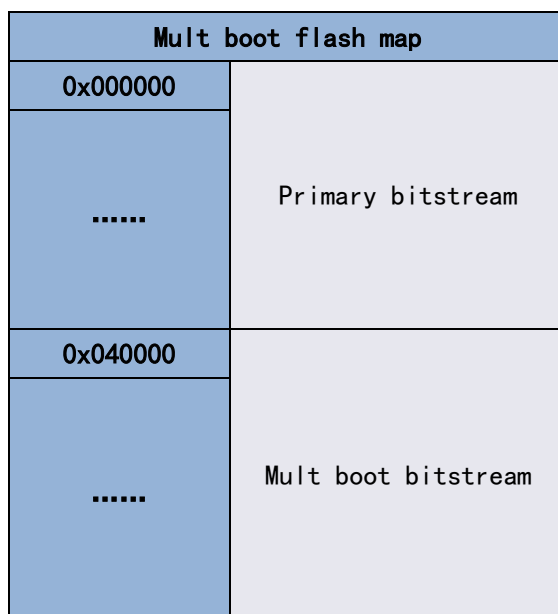 Mult boot flash map
0x000000
......
Primary bitstream
0x040000
......
Mult boot bitstream